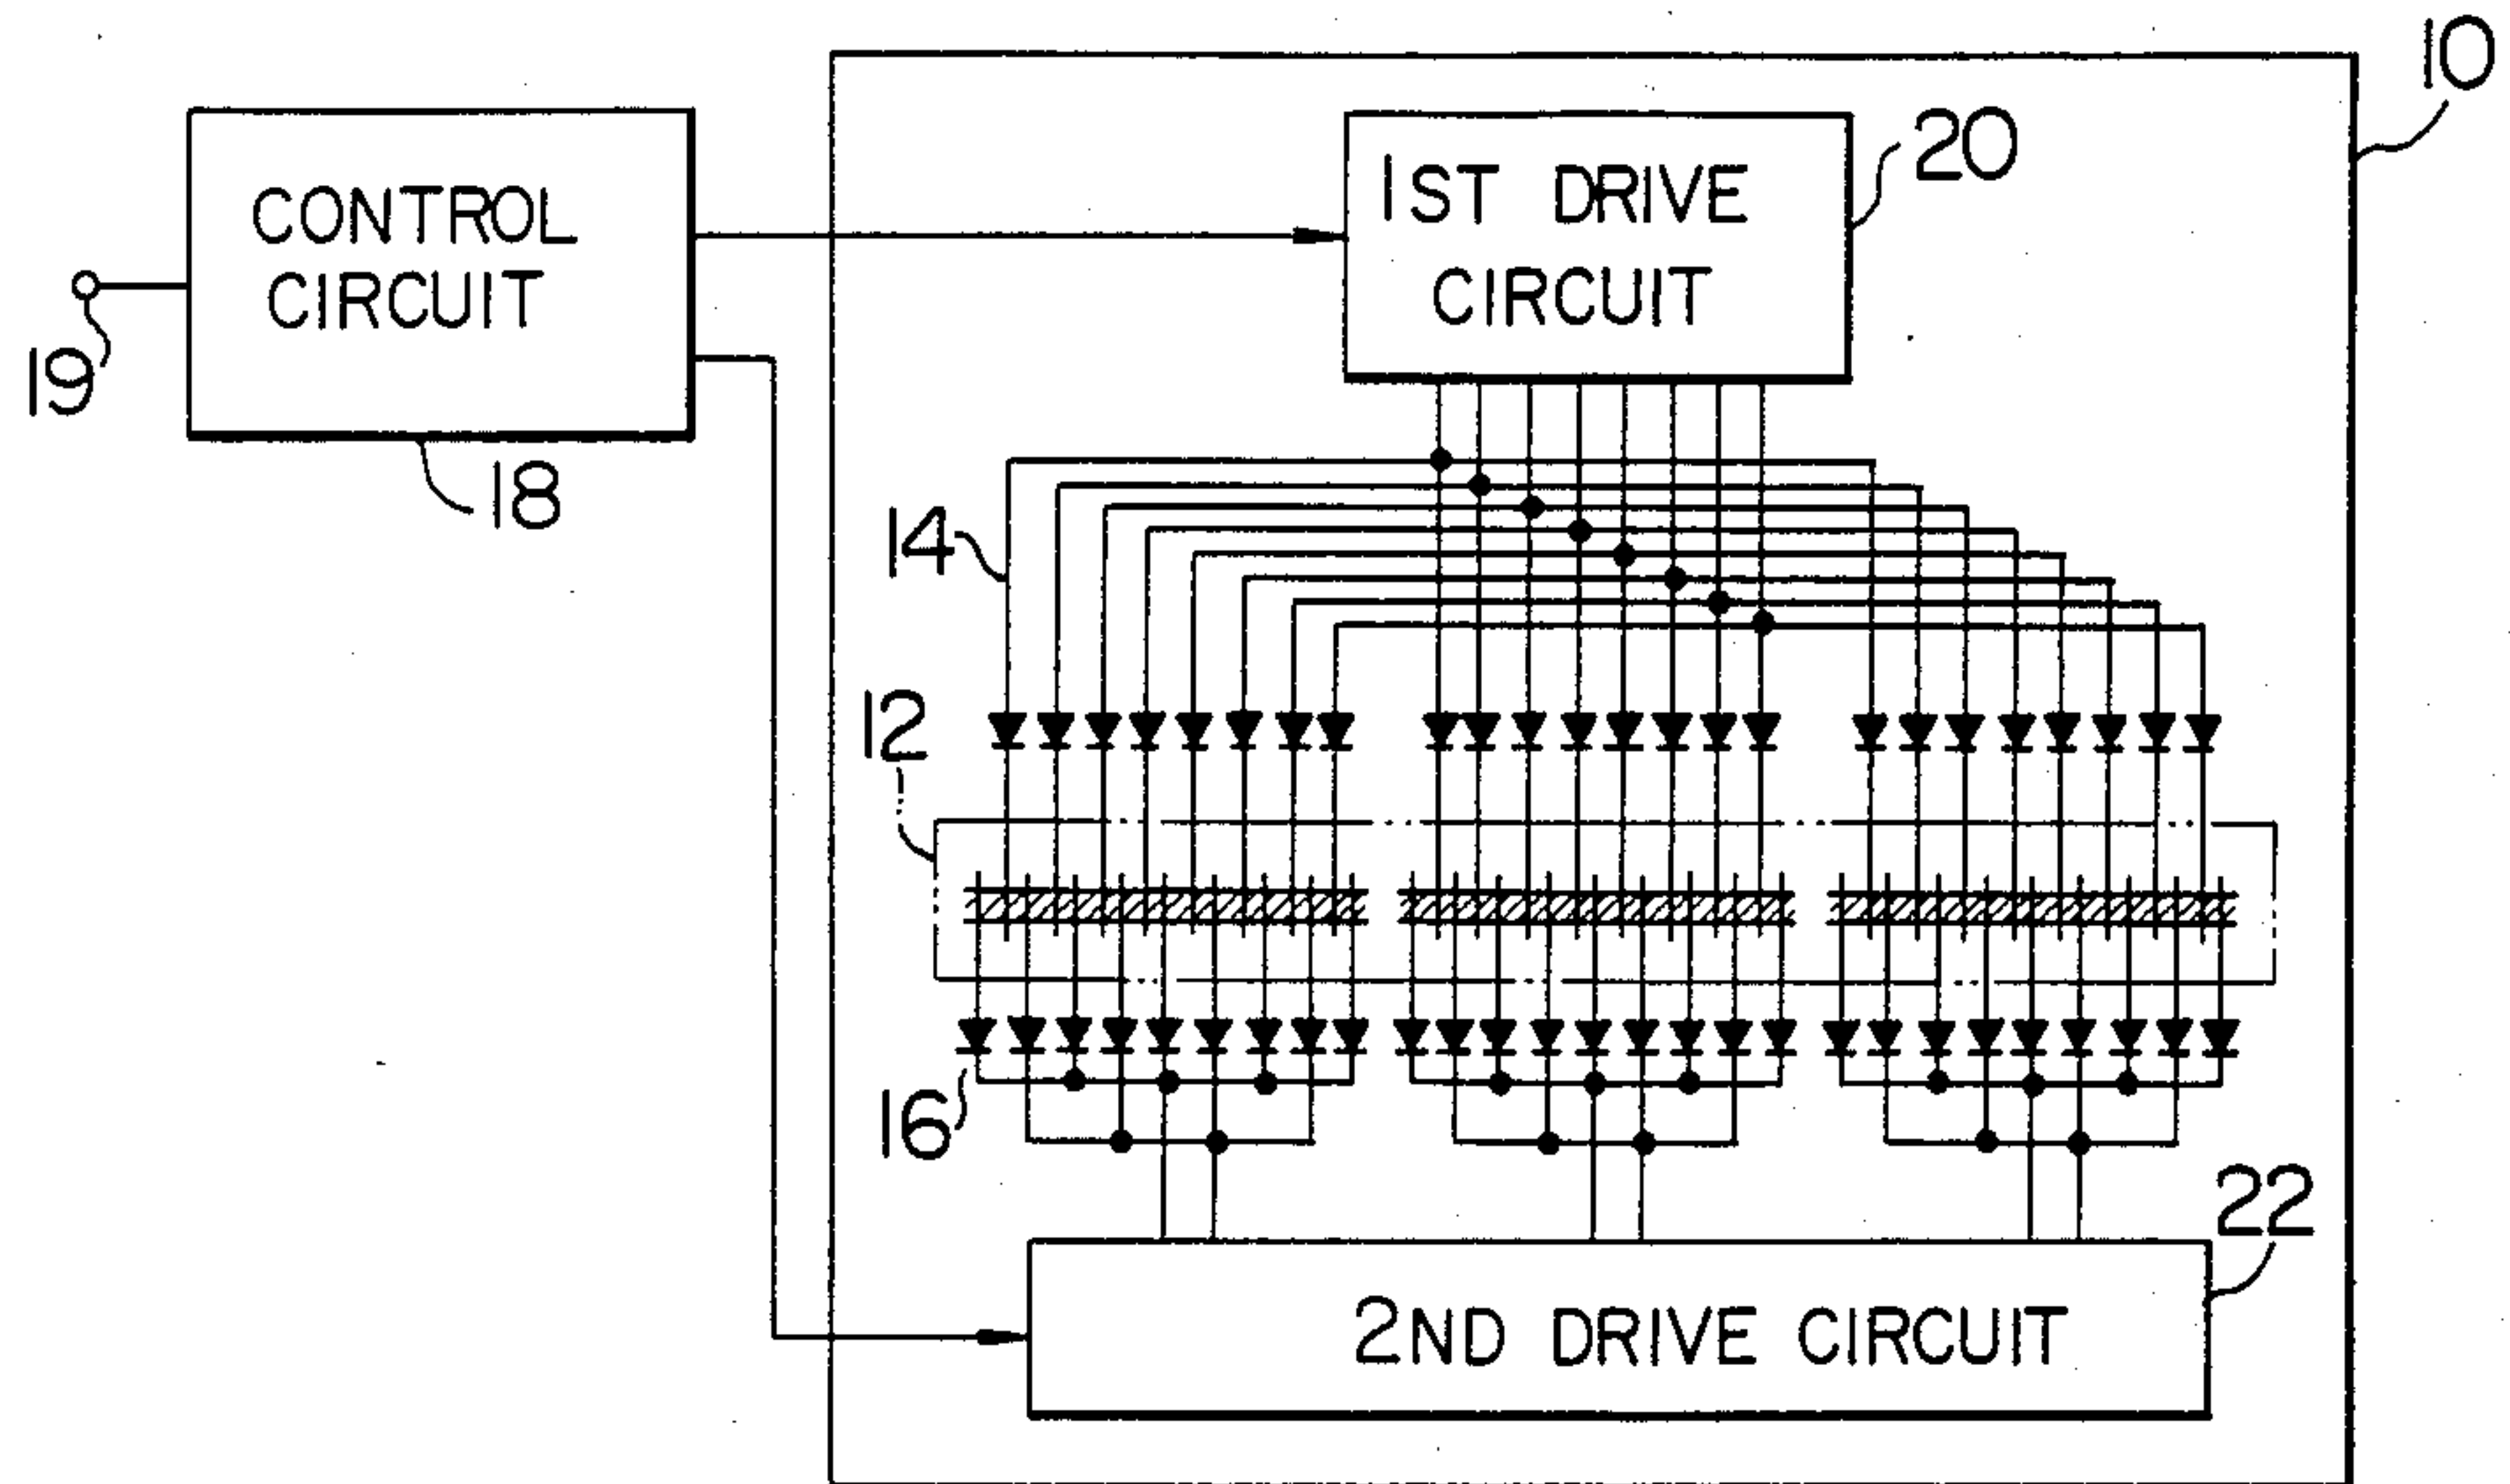 10
CONTROL
CIRCUIT
1ST DRIVE
CIRCUIT
20
19
18
14
12
16
22
2ND DRIVE CIRCUIT